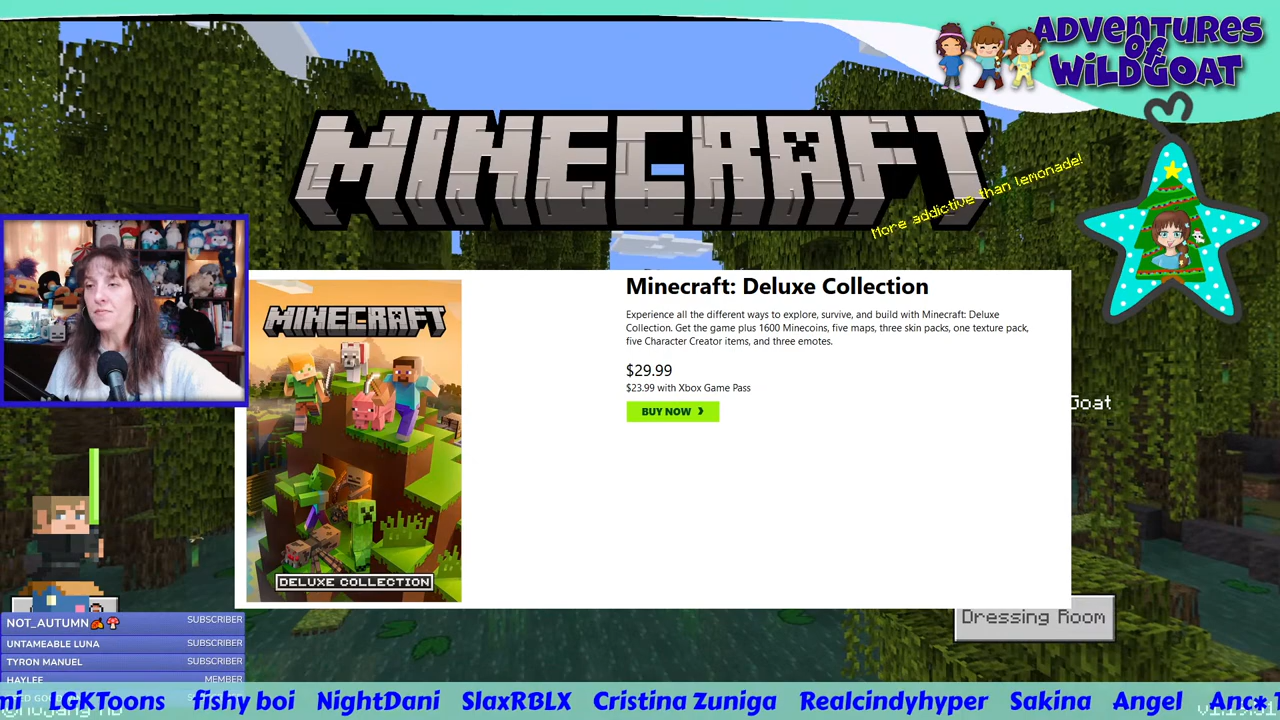 ADVENTURES
OF
WILDGOAT
MINECRAFT
More addictive than lemonade!
MINECRAFT
DELUXE COLLECTION
Minecraft: Deluxe Collection
Experience all the different ways to explore, survive, and build with Minecraft: Deluxe
Collection. Get the game plus 1600 Minecoins, five maps, three skin packs, one texture pack,
five Character Creator items, and three emotes.
$29.99
$23.99 with Xbox Game Pass
BUY NOW ❯
Goat
Dressing Room
NOT_AUTUMN🍂🍄 SUBSCRIBER
UNTAMEABLE LUNA SUBSCRIBER
TYRON MANUEL SUBSCRIBER
HAYLEE MEMBER
LGKToons fishy boi NightDani SlaxRBLX Cristina Zuniga Realcindyhyper Sakina Angel